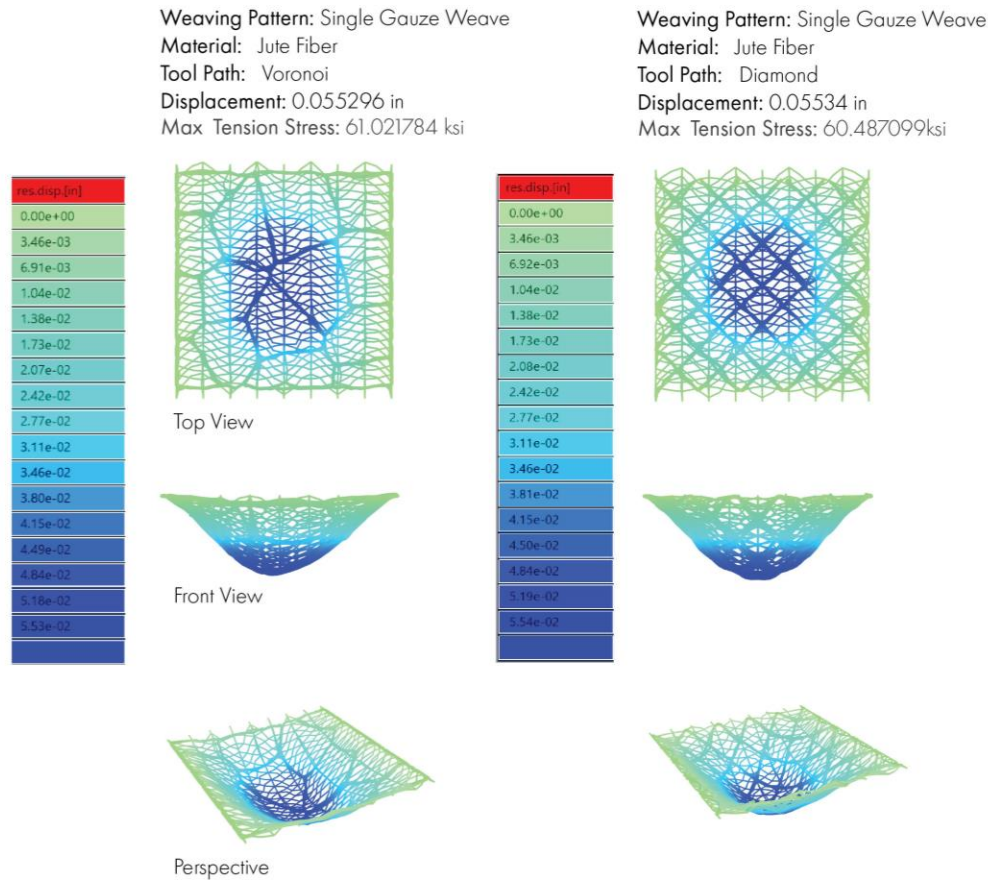 Weaving Pattern: Single Gauze Weave
Material: Jute Fiber
Tool Path: Voronoi
Displacement: 0.055296 in
Max Tension Stress: 61.021784 ksi
res.disp.[in]
0.00e+00
3.46e-03
6.91e-03
1.04e-02
1.38e-02
1.73e-02
2.07e-02
2.42e-02
2.77e-02
3.11e-02
3.46e-02
3.80e-02
4.15e-02
4.49e-02
4.84e-02
5.18e-02
5.53e-02
Top View
Front View
Perspective
Weaving Pattern: Single Gauze Weave
Material: Jute Fiber
Tool Path: Diamond
Displacement: 0.05534 in
Max Tension Stress: 60.487099ksi
res.disp.[in]
0.00e+00
3.46e-03
6.92e-03
1.04e-02
1.38e-02
1.73e-02
2.08e-02
2.42e-02
2.77e-02
3.11e-02
3.46e-02
3.81e-02
4.15e-02
4.50e-02
4.84e-02
5.19e-02
5.54e-02